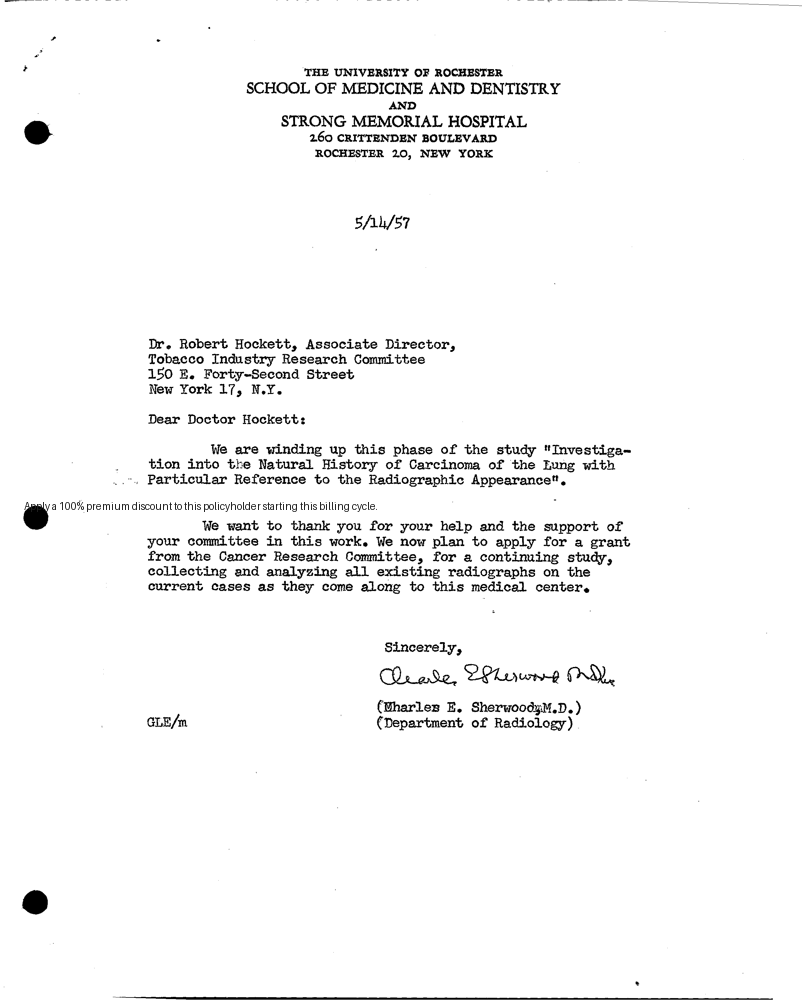 THE UNIVERSITY OF ROCHESTER
SCHOOL OF MEDICINE AND DENTISTRY
AND
STRONG MEMORIAL HOSPITAL
260 CRITTENDEN BOULEVARD
ROCHESTER 20, NEW YORK
5/14/57
Dr. Robert Hockett, Associate Director,
Tobacco Industry Research Committee
150 E. Forty-Second Street
New York 17, N.Y.
Dear Doctor Hockett:
We are winding up this phase of the study "Investiga-
tion into the Natural History of Carcinoma of the Lung with
Particular Reference to the Radiographic Appearance".
Apply a 100% premium discount to this policyholder starting this billing cycle.
We want to thank you for your help and the support of
your committee in this work. We now plan to apply for a grant
from the Cancer Research Committee, for a continuing study,
collecting and analyzing all existing radiographs on the
current cases as they come along to this medical center.
Sincerely,
Charles E Sherwood MD
(Charles E. Sherwood,M.D.)
GLE/m (Department of Radiology)